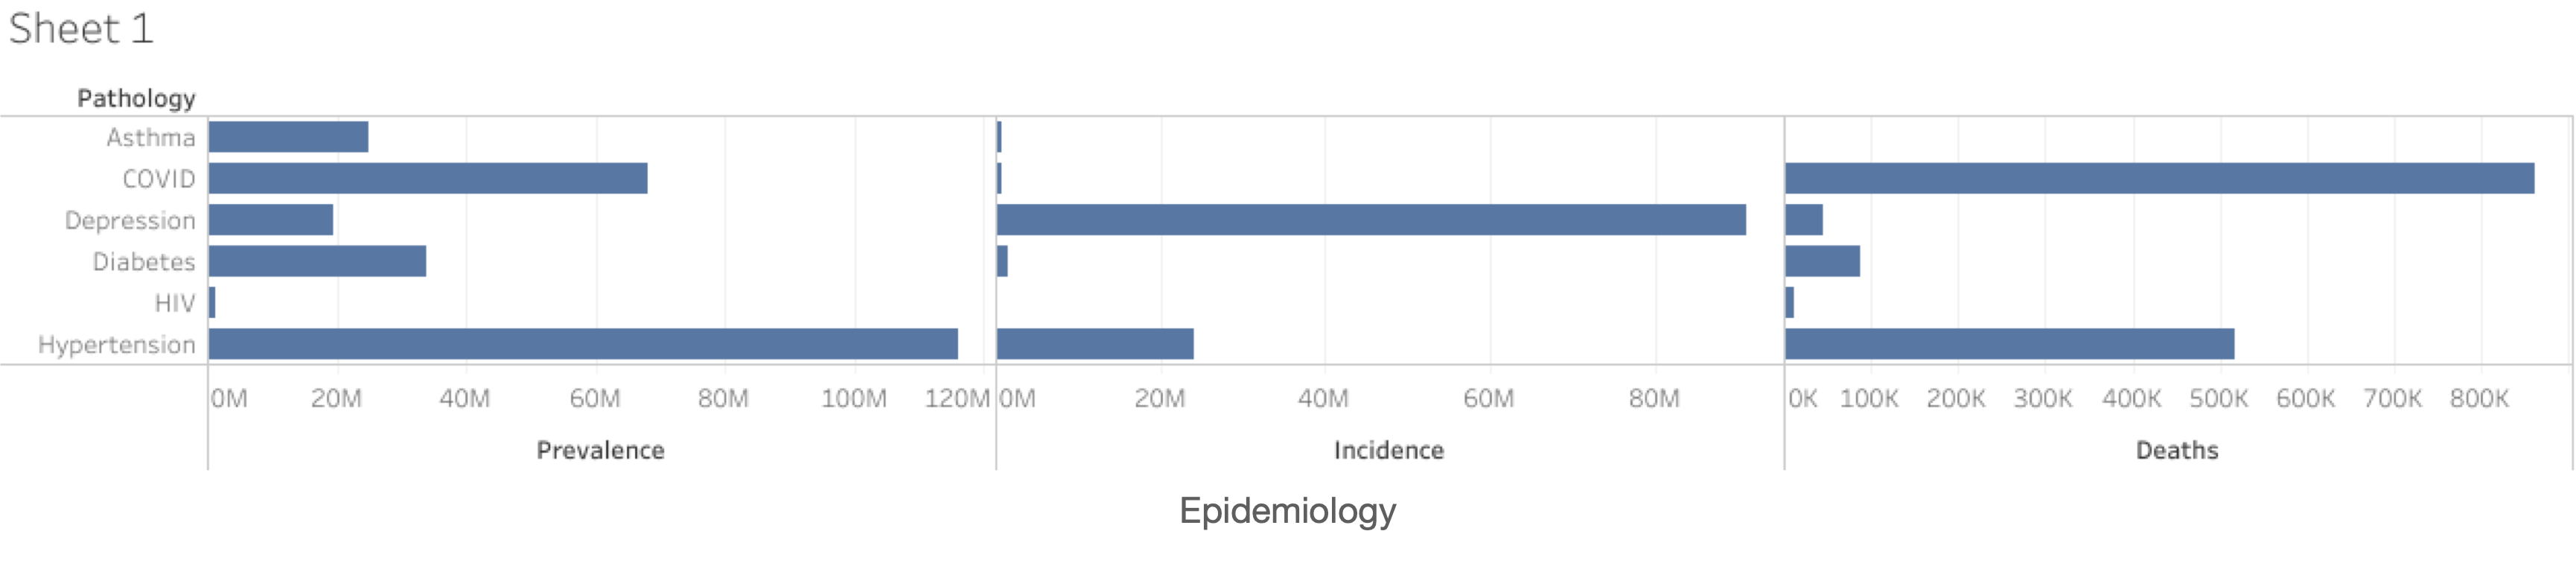 Sheet 1
Pathology
Asthma
COVID
Depression
Diabetes
HIV
Hypertension
0M 20M 40M 60M 80M 100M 120M 0M 20M 40M 60M 80M 0K 100K 200K 300K 400K 500K 600K 700K 800K
Prevalence Incidence Deaths
Epidemiology